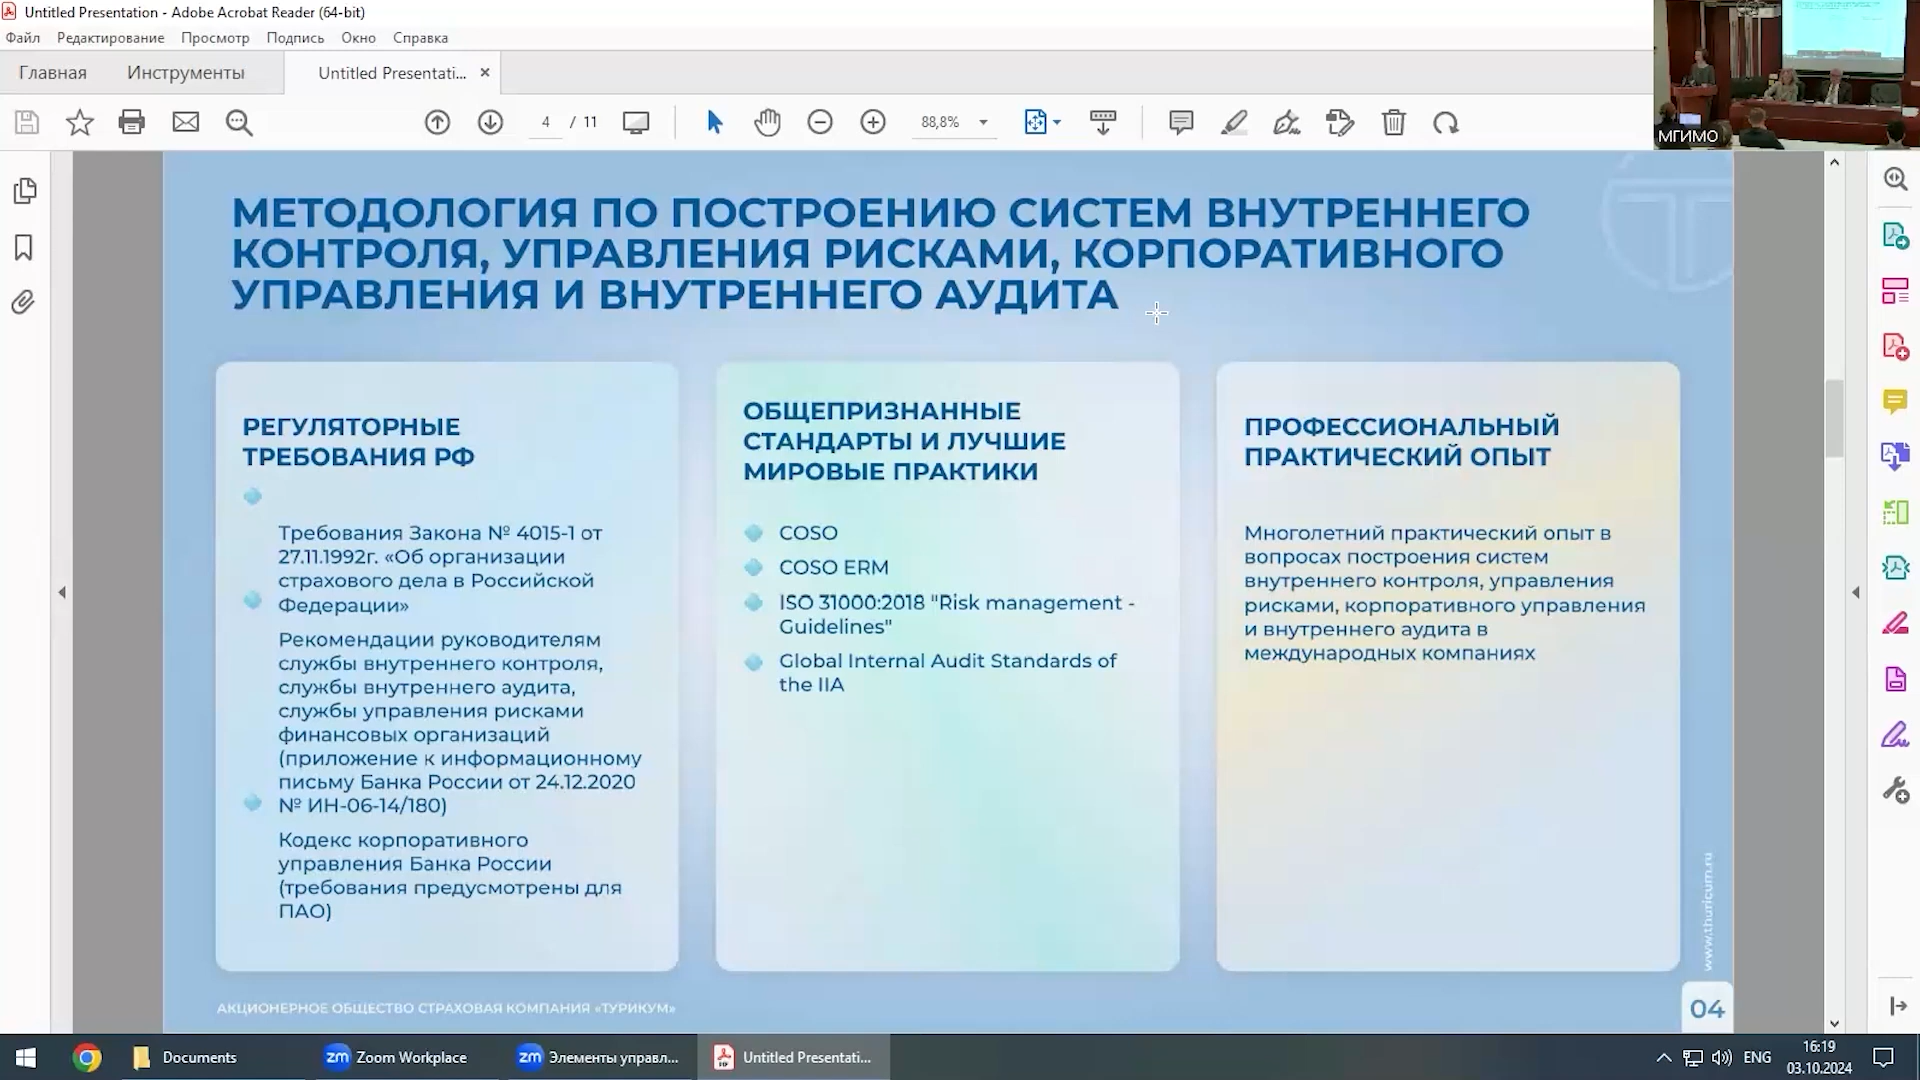 Untitled Presentation - Adobe Acrobat Reader (64-bit)
Файл Редактирование Просмотр Подпись Окно Справка
Главная Инструменты Untitled Presentati...
4 / 11 88,8%
МГИМО
МЕТОДОЛОГИЯ ПО ПОСТРОЕНИЮ СИСТЕМ ВНУТРЕННЕГО
КОНТРОЛЯ, УПРАВЛЕНИЯ РИСКАМИ, КОРПОРАТИВНОГО
УПРАВЛЕНИЯ И ВНУТРЕННЕГО АУДИТА
РЕГУЛЯТОРНЫЕ
ТРЕБОВАНИЯ РФ
Требования Закона № 4015-1 от
27.11.1992г. «Об организации
страхового дела в Российской
Федерации»
Рекомендации руководителям
службы внутреннего контроля,
службы внутреннего аудита,
службы управления рисками
финансовых организаций
(приложение к информационному
письму Банка России от 24.12.2020
№ ИН-06-14/180)
Кодекс корпоративного
управления Банка России
(требования предусмотрены для
ПАО)
ОБЩЕПРИЗНАННЫЕ
СТАНДАРТЫ И ЛУЧШИЕ
МИРОВЫЕ ПРАКТИКИ
COSO
COSO ERM
ISO 31000:2018 "Risk management -
Guidelines"
Global Internal Audit Standards of
the IIA
ПРОФЕССИОНАЛЬНЫЙ
ПРАКТИЧЕСКИЙ ОПЫТ
Многолетний практический опыт в
вопросах построения систем
внутреннего контроля, управления
рисками, корпоративного управления
и внутреннего аудита в
международных компаниях
www.thuricum.ru
АКЦИОНЕРНОЕ ОБЩЕСТВО СТРАХОВАЯ КОМПАНИЯ «ТУРИКУМ»
04
Documents Zoom Workplace Элементы управл... Untitled Presentati...
ENG
16:19
03.10.2024